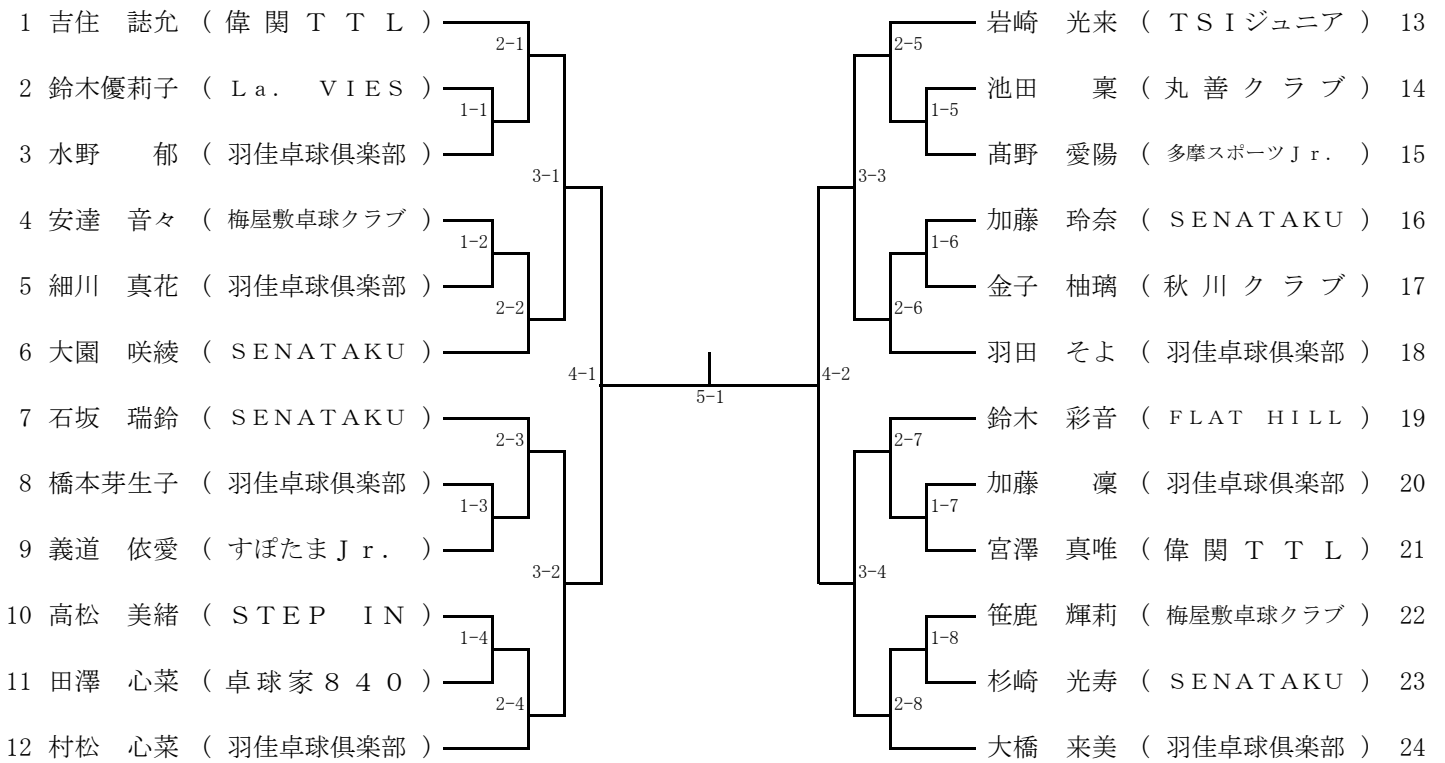 1 吉住　誌允 ( 偉 関 Ｔ Ｔ Ｌ )
2 鈴木優莉子 ( Ｌａ．　ＶＩＥＳ )
3 水野　　郁 ( 羽佳卓球倶楽部 )
4 安達　音々 ( 梅屋敷卓球クラブ )
5 細川　真花 ( 羽佳卓球倶楽部 )
6 大園　咲綾 ( ＳＥＮＡＴＡＫＵ )
7 石坂　瑞鈴 ( ＳＥＮＡＴＡＫＵ )
8 橋本芽生子 ( 羽佳卓球倶楽部 )
9 義道　依愛 ( すぽたまＪｒ． )
10 高松　美緒 ( ＳＴＥＰ　ＩＮ )
11 田澤　心菜 ( 卓球家８４０ )
12 村松　心菜 ( 羽佳卓球倶楽部 )
2-1
1-1
3-1
1-2
2-2
4-1
2-3
1-3
3-2
1-4
2-4
5-1
2-5
1-5
3-3
1-6
2-6
4-2
2-7
1-7
3-4
1-8
2-8
岩崎　光来 ( ＴＳＩジュニア ) 13
池田　　稟 ( 丸 善 ク ラ ブ ) 14
髙野　愛陽 ( 多摩スポーツＪｒ． ) 15
加藤　玲奈 ( ＳＥＮＡＴＡＫＵ ) 16
金子　柚璃 ( 秋 川 ク ラ ブ ) 17
羽田　そよ ( 羽佳卓球倶楽部 ) 18
鈴木　彩音 ( ＦＬＡＴ　ＨＩＬＬ ) 19
加藤　　凜 ( 羽佳卓球倶楽部 ) 20
宮澤　真唯 ( 偉 関 Ｔ Ｔ Ｌ ) 21
笹鹿　輝莉 ( 梅屋敷卓球クラブ ) 22
杉崎　光寿 ( ＳＥＮＡＴＡＫＵ ) 23
大橋　来美 ( 羽佳卓球倶楽部 ) 24